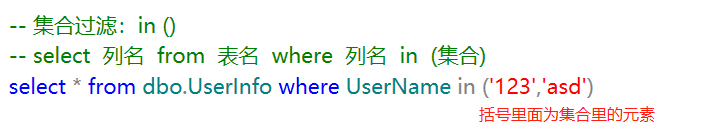 -- 集合过滤：in ()
-- select 列名 from 表名 where 列名 in (集合)
select * from dbo.UserInfo where UserName in ('123','asd')
括号里面为集合里的元素